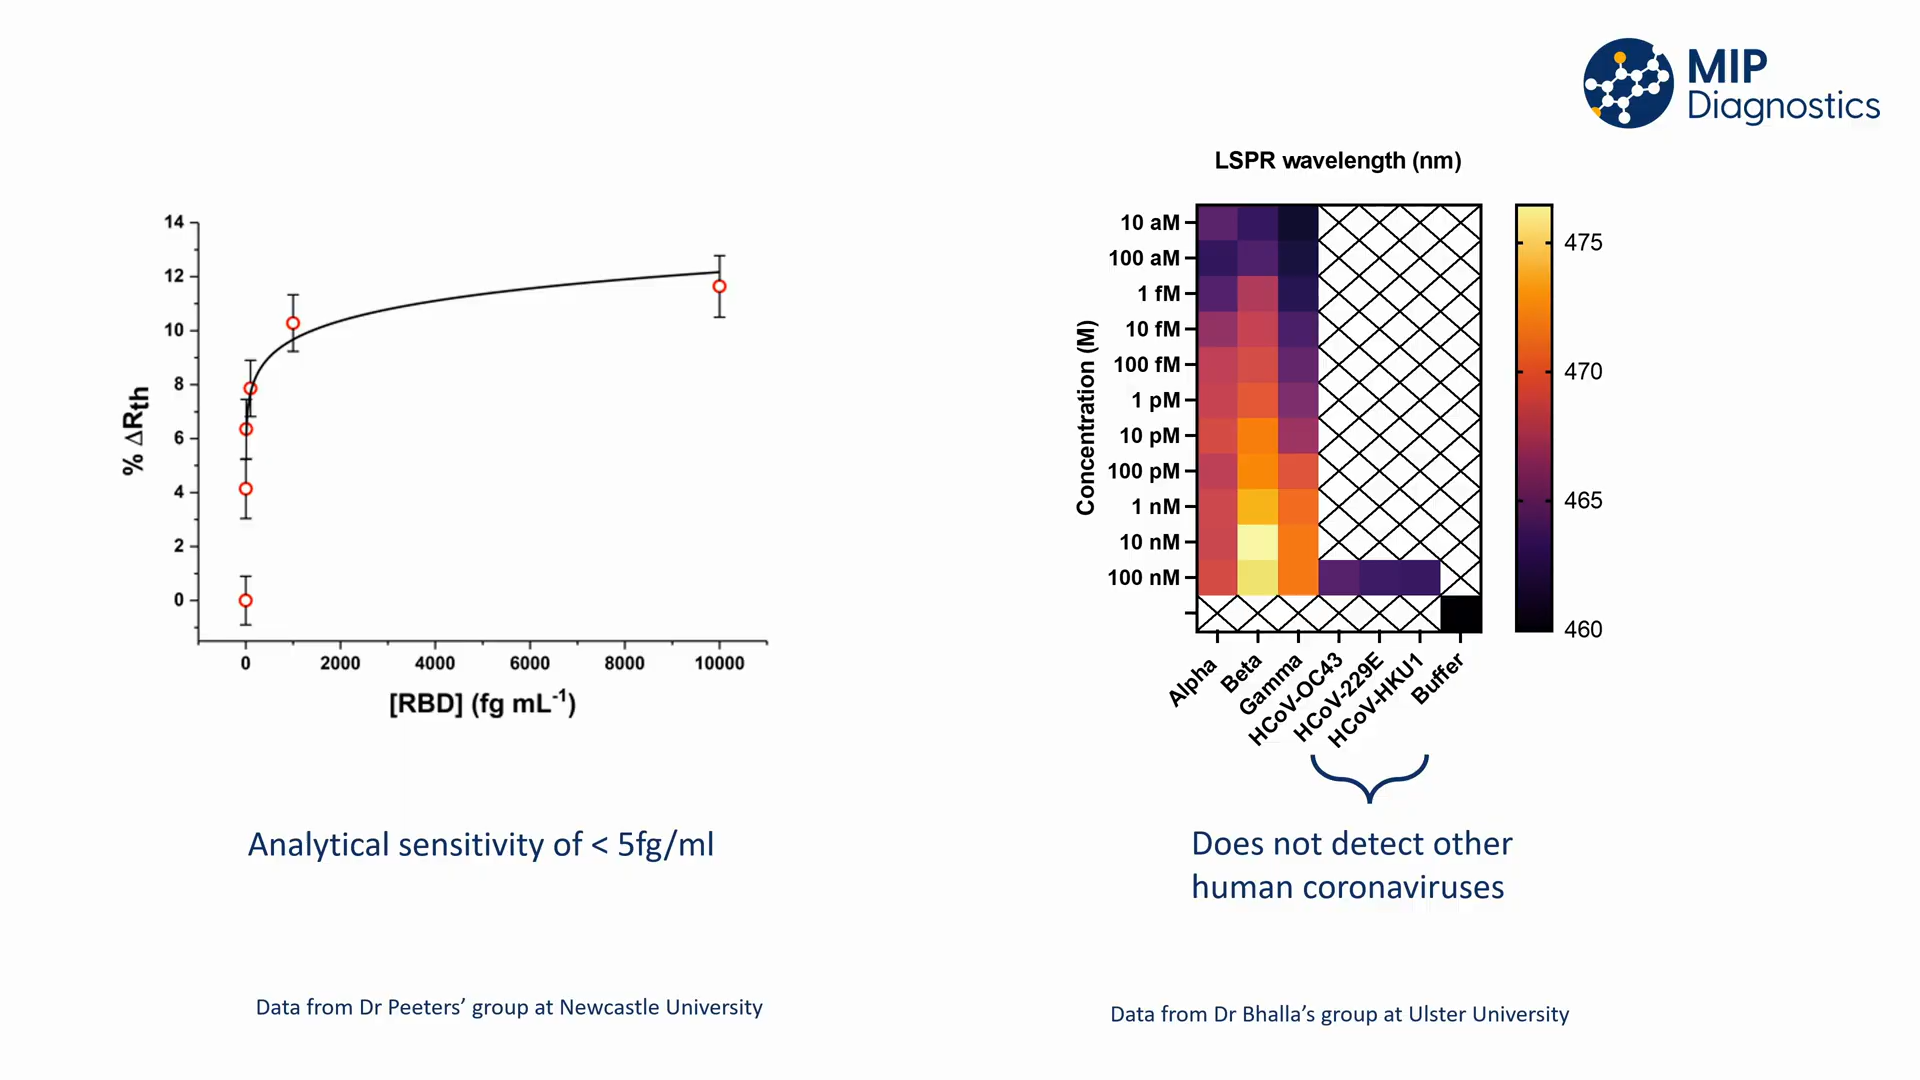 MIP
Diagnostics
14
12
10
8
6
4
2
0
% ΔRth
0 2000 4000 6000 8000 10000
[RBD] (fg mL-1)
Analytical sensitivity of < 5fg/ml
Data from Dr Peeters’ group at Newcastle University
LSPR wavelength (nm)
Concentration (M)
10 aM
100 aM
1 fM
10 fM
100 fM
1 pM
10 pM
100 pM
1 nM
10 nM
100 nM
475
470
465
460
Alpha
Beta
Gamma
HCoV-OC43
HCoV-229E
HCoV-HKU1
Buffer
Does not detect other
human coronaviruses
Data from Dr Bhalla’s group at Ulster University